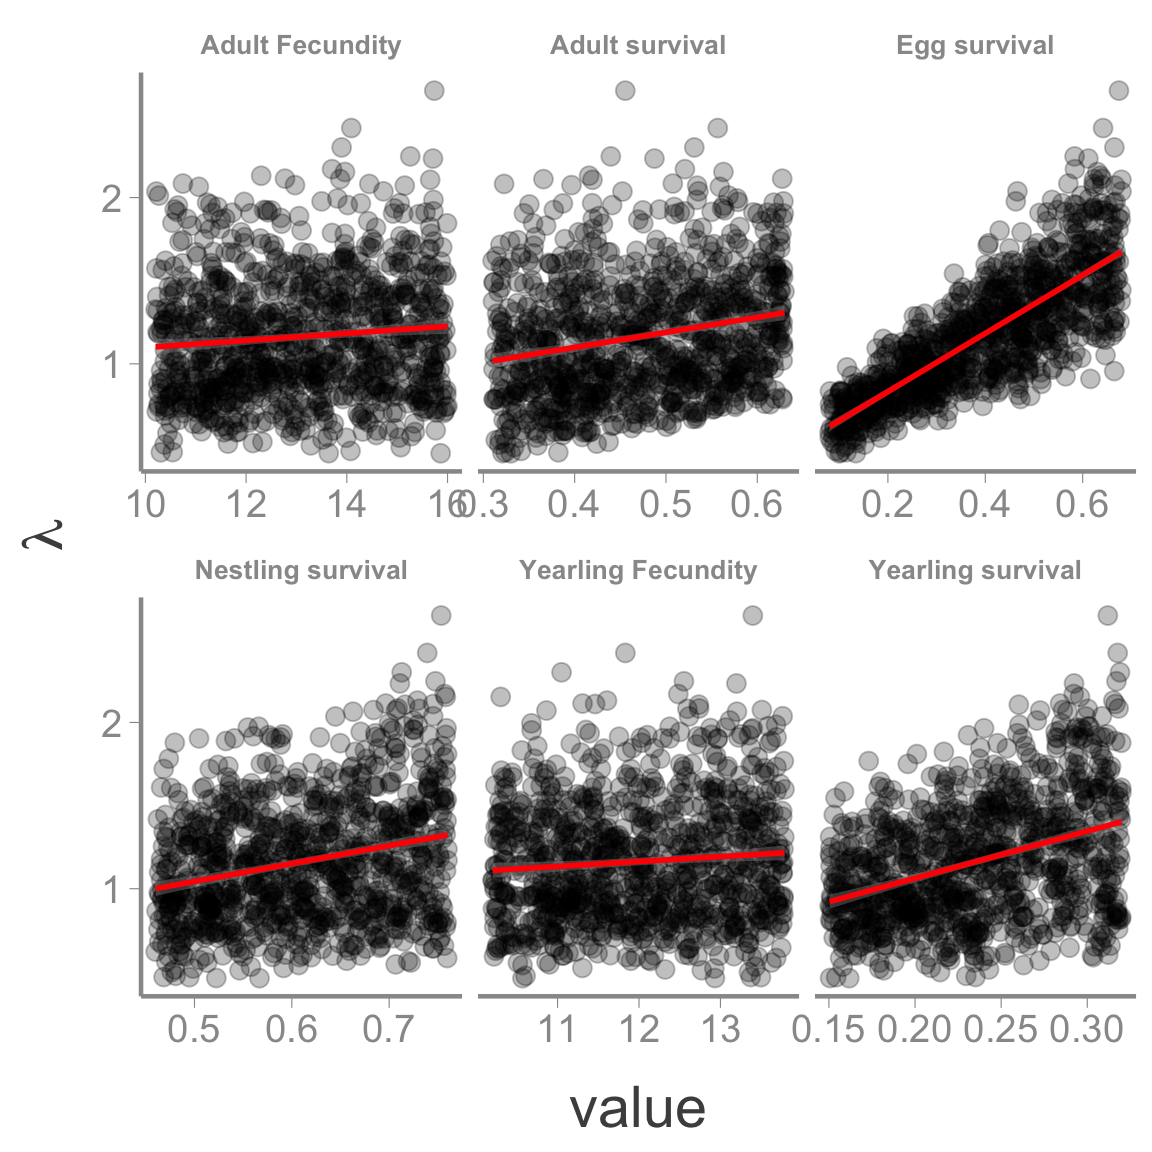 Adult Fecundity Adult survival Egg survival
2
1
10 12 14 16 0.3 0.4 0.5 0.6 0.2 0.4 0.6
λ
Nestling survival Yearling Fecundity Yearling survival
2
1
0.5 0.6 0.7 11 12 13 0.15 0.20 0.25 0.30
value